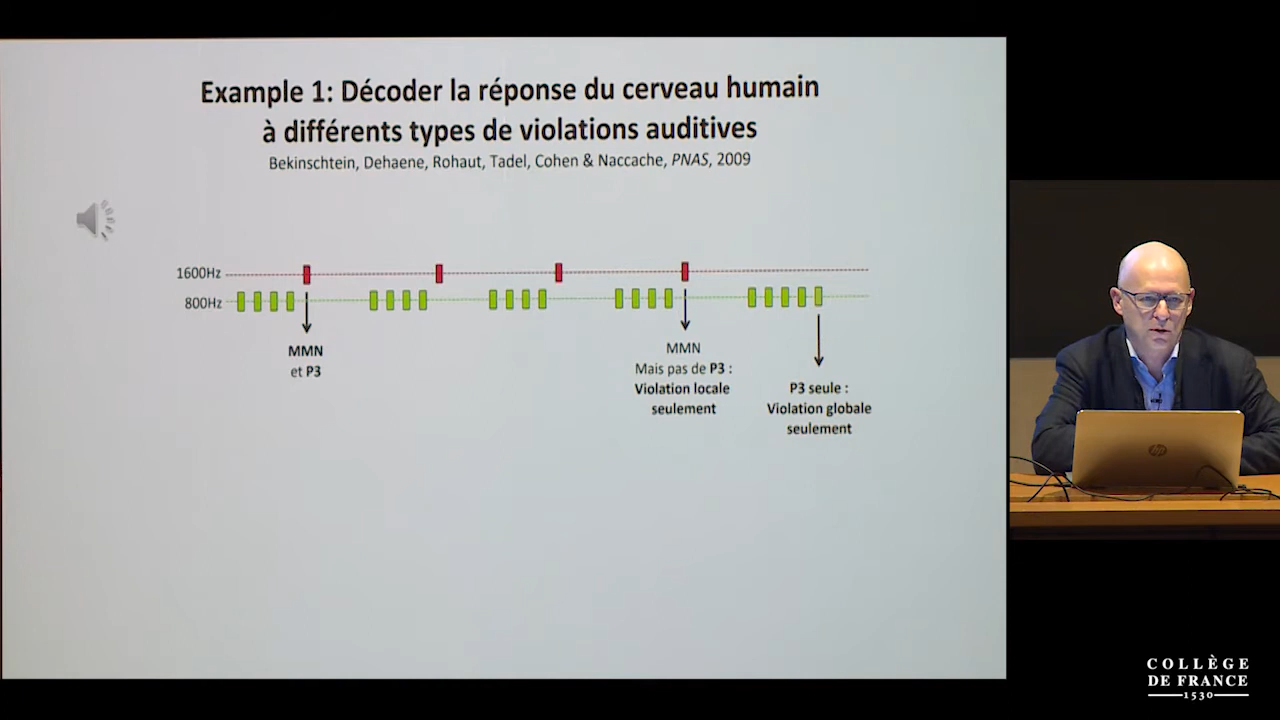 Example 1: Décoder la réponse du cerveau humain
à différents types de violations auditives
Bekinschtein, Dehaene, Rohaut, Tadel, Cohen & Naccache, PNAS, 2009
1600Hz
800Hz
MMN
et P3
MMN
Mais pas de P3 :
Violation locale
seulement
P3 seule :
Violation globale
seulement
hp
COLLÈGE
DE FRANCE
1530